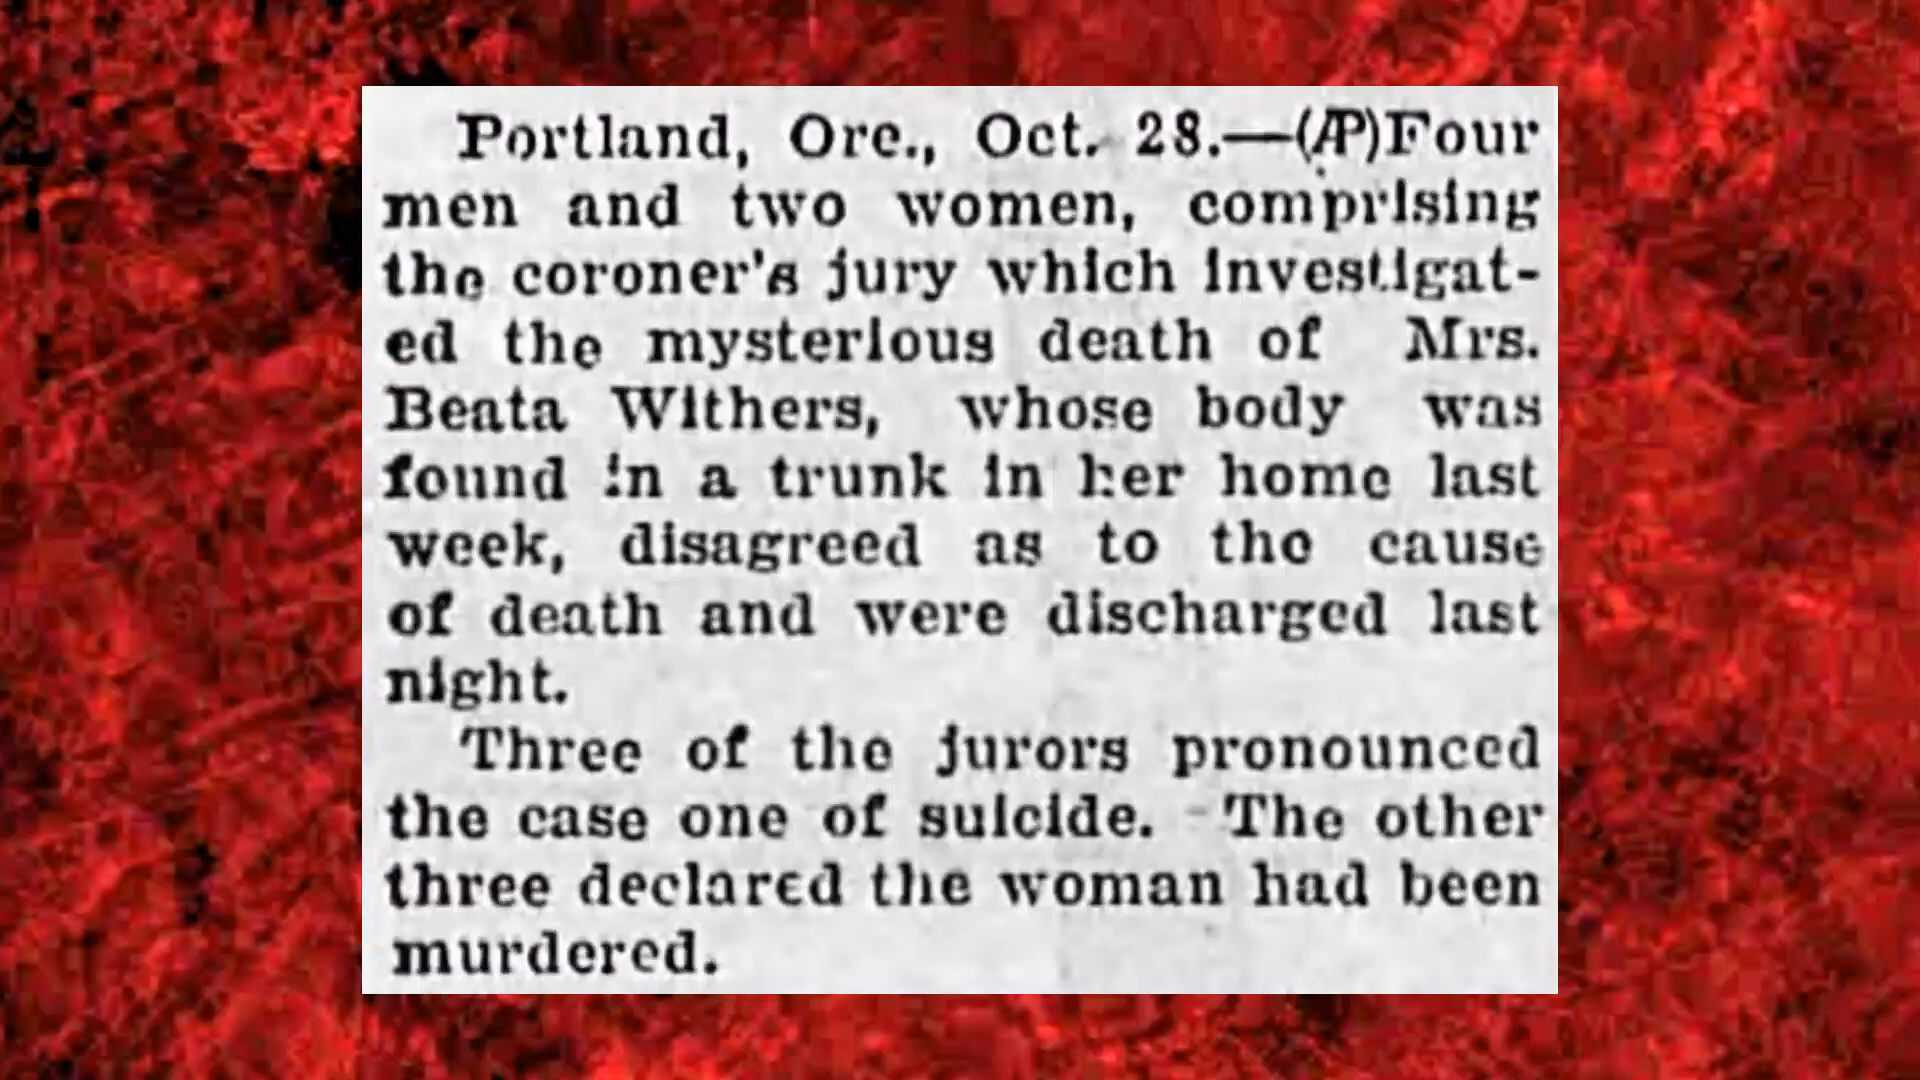 Portland, Ore., Oct. 28.—(AP)Four
men and two women, comprising
the coroner's jury which investigat-
ed the mysterious death of Mrs.
Beata Withers, whose body was
found in a trunk in her home last
week, disagreed as to the cause
of death and were discharged last
night.
Three of the jurors pronounced
the case one of suicide. The other
three declared the woman had been
murdered.